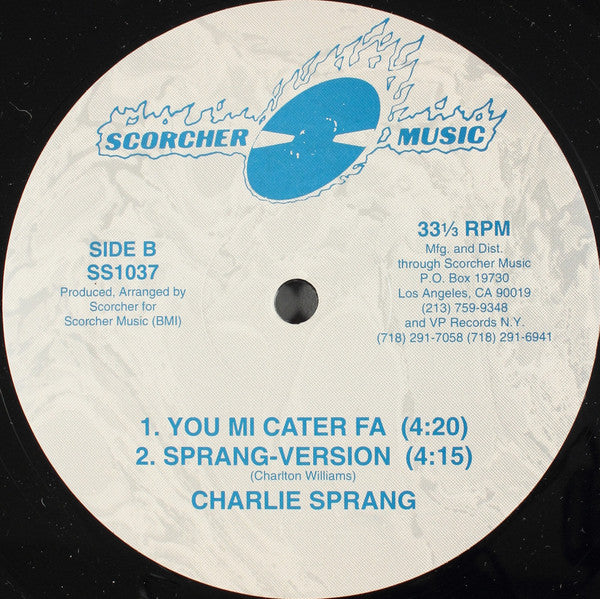 SCORCHER MUSIC
SIDE B
SS1037
Produced, Arranged by
Scorcher for
Scorcher Music (BMI)
33⅓ RPM
Mfg. and Dist.
through Scorcher Music
P.O. Box 19730
Los Angeles, CA 90019
(213) 759-9348
and VP Records N.Y.
(718) 291-7058 (718) 291-6941
1. YOU MI CATER FA (4:20)
2. SPRANG-VERSION (4:15)
(Charlton Williams)
CHARLIE SPRANG